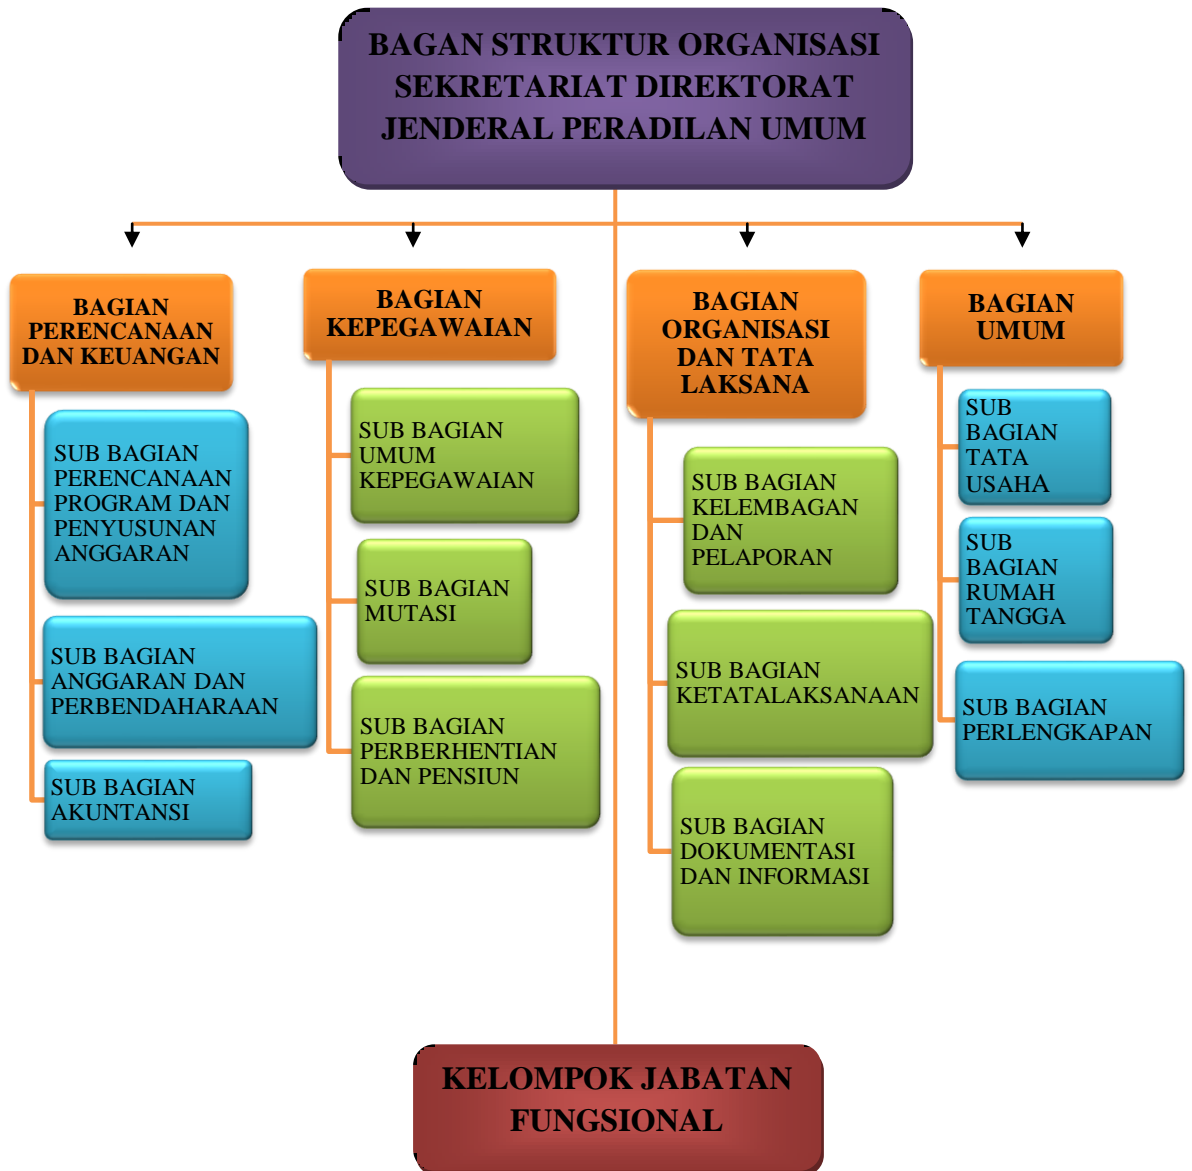 BAGAN STRUKTUR ORGANISASI
SEKRETARIAT DIREKTORAT
JENDERAL PERADILAN UMUM
BAGIAN
PERENCANAAN
DAN KEUANGAN
SUB BAGIAN
PERENCANAAN
PROGRAM DAN
PENYUSUNAN
ANGGARAN
SUB BAGIAN
ANGGARAN DAN
PERBENDAHARAAN
SUB BAGIAN
AKUNTANSI
BAGIAN
KEPEGAWAIAN
SUB BAGIAN
UMUM
KEPEGAWAIAN
SUB BAGIAN
MUTASI
SUB BAGIAN
PERBERHENTIAN
DAN PENSIUN
BAGIAN
ORGANISASI
DAN TATA
LAKSANA
SUB BAGIAN
KELEMBAGAN
DAN
PELAPORAN
SUB BAGIAN
KETATALAKSANAAN
SUB BAGIAN
DOKUMENTASI
DAN INFORMASI
BAGIAN
UMUM
SUB
BAGIAN
TATA
USAHA
SUB
BAGIAN
RUMAH
TANGGA
SUB BAGIAN
PERLENGKAPAN
KELOMPOK JABATAN
FUNGSIONAL